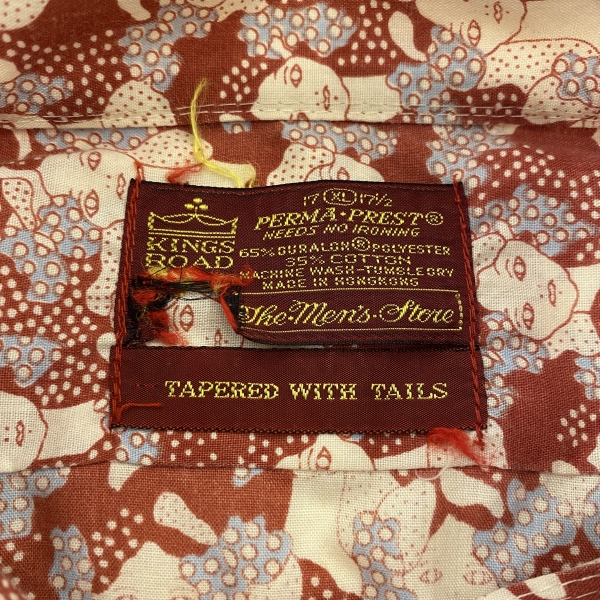 17 XL 17½
PERMA·PREST®
NEEDS NO IRONING
KINGS
ROAD
65% DURALON® POLYESTER
35% COTTON
MACHINE WASH-TUMBLE DRY
MADE IN HONGKONG
The Men's Store
TAPERED WITH TAILS